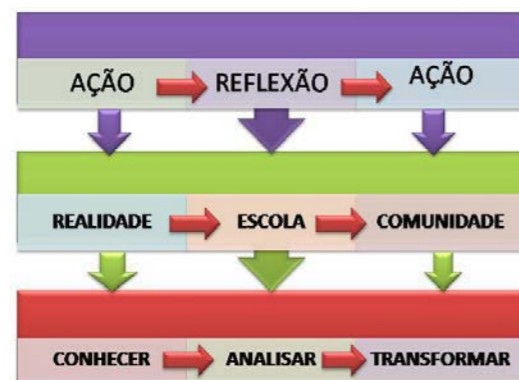 AÇÃO REFLEXÃO AÇÃO
REALIDADE ESCOLA COMUNIDADE
CONHECER ANALISAR TRANSFORMAR